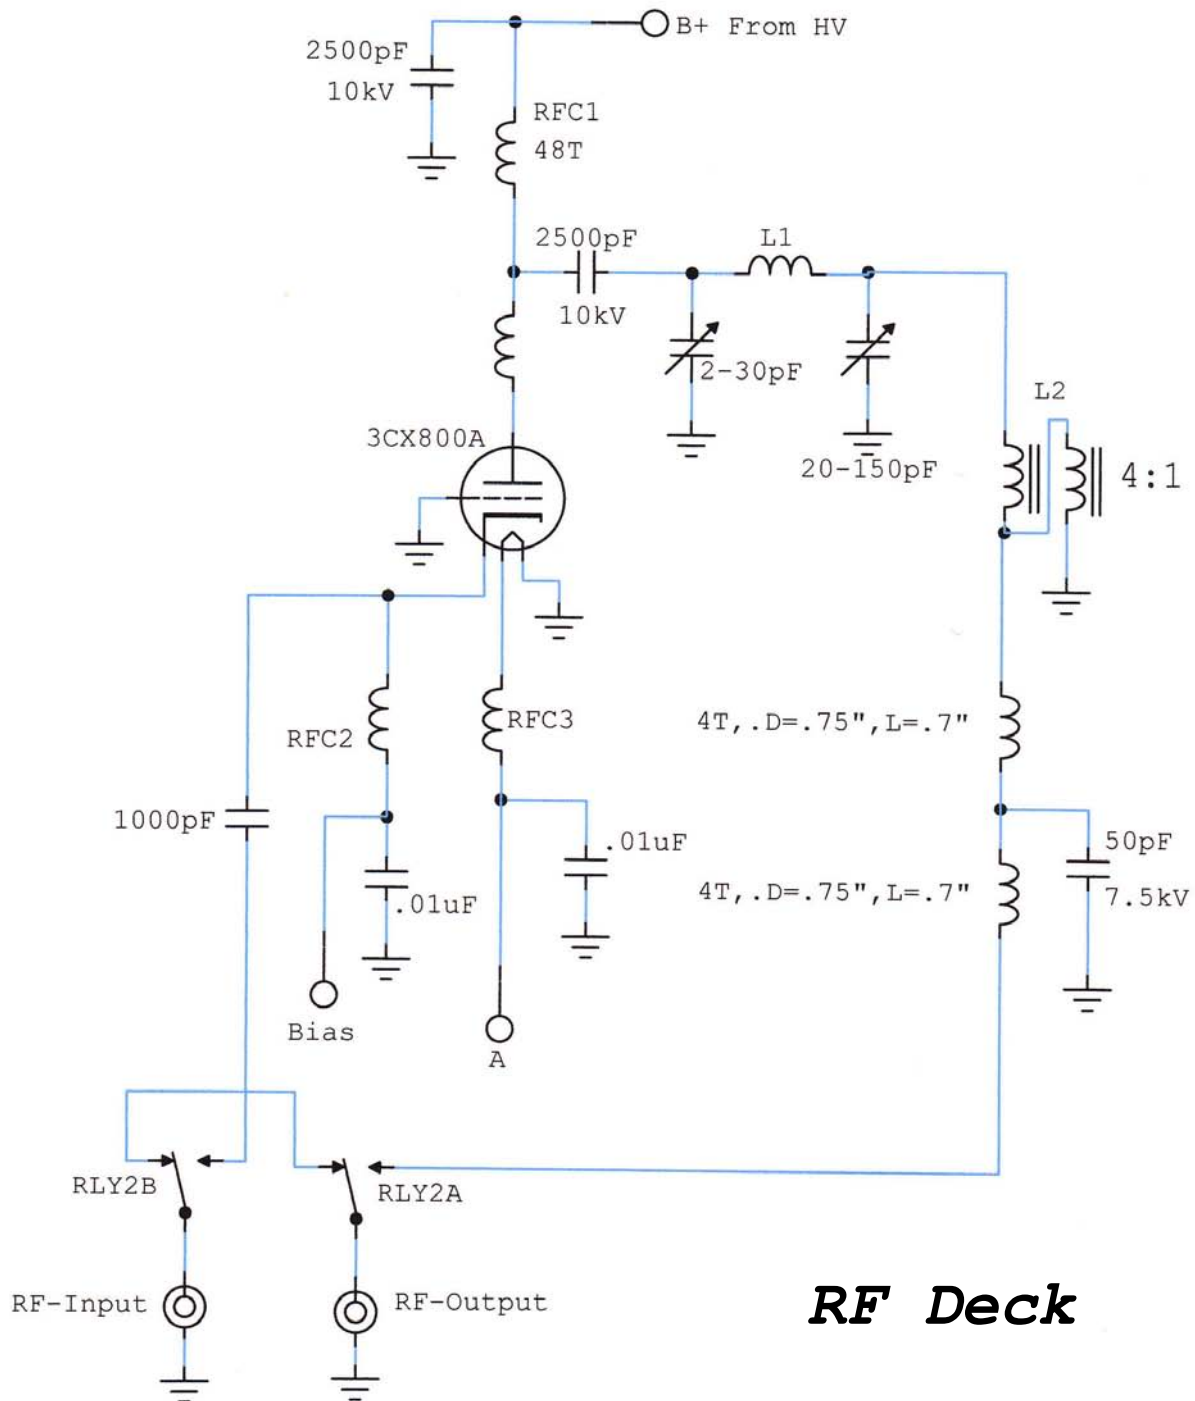 B+ From HV
2500pF
10kV
RFC1
48T
2500pF
10kV
L1
2-30pF
20-150pF
L2
4:1
3CX800A
RFC2
RFC3
4T,.D=.75",L=.7"
1000pF
.01uF
.01uF
4T,.D=.75",L=.7"
50pF
7.5kV
Bias
A
RLY2B
RLY2A
RF-Input
RF-Output
RF Deck